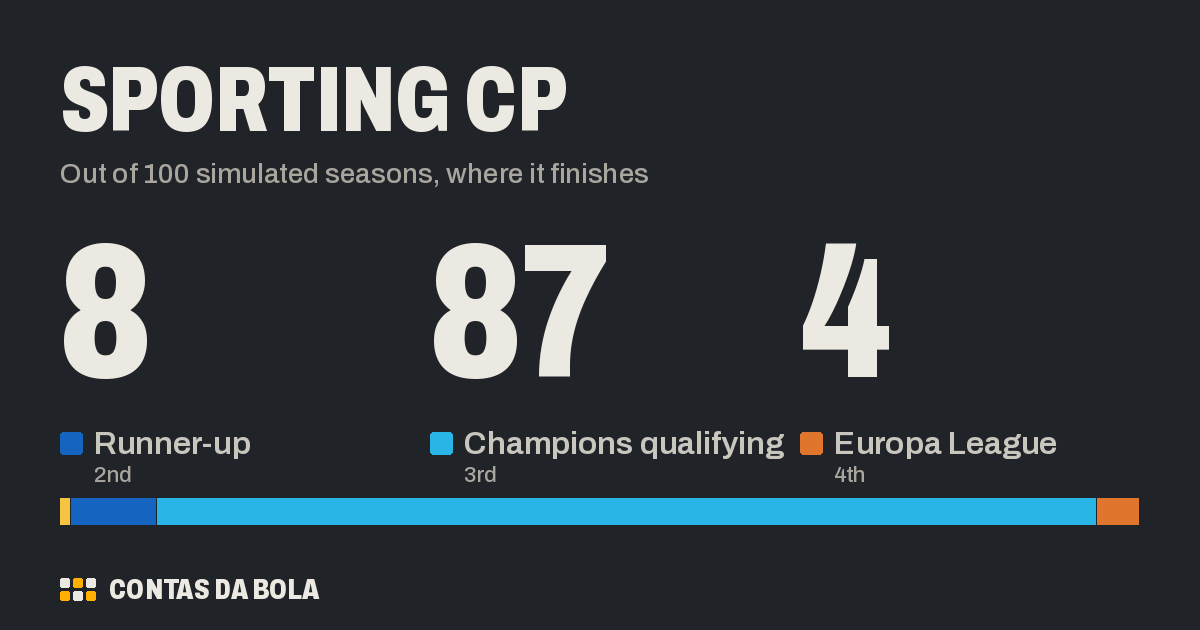 SPORTING CP
Out of 100 simulated seasons, where it finishes
8 87 4
Runner-up Champions qualifying Europa League
2nd 3rd 4th
CONTAS DA BOLA